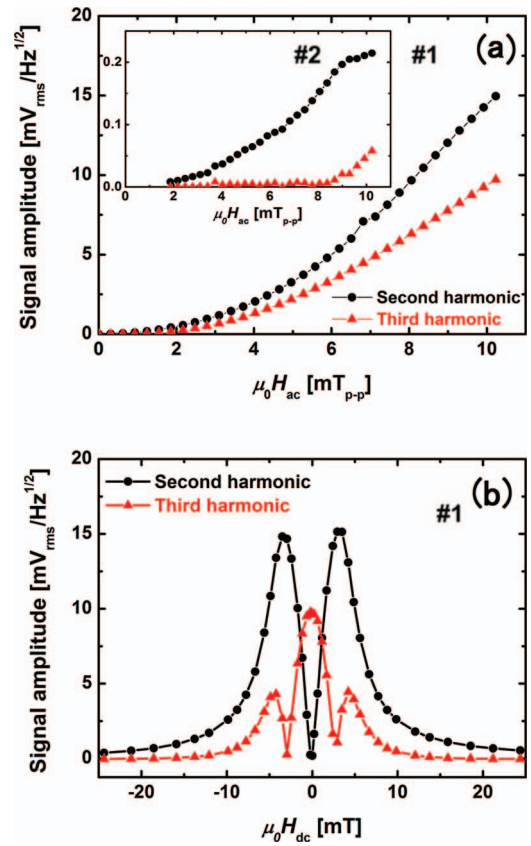 (a)
#2
#1
Signal amplitude [mVrms/Hz1/2]
20
15
10
5
0
0.2
0.1
0.0
2 4 6 8 10
μ0Hac [mTp-p]
Second harmonic
Third harmonic
0 2 4 6 8 10
μ0Hac [mTp-p]
(b)
#1
Second harmonic
Third harmonic
Signal amplitude [mVrms/Hz1/2]
20
15
10
5
0
-20 -10 0 10 20
μ0Hdc [mT]